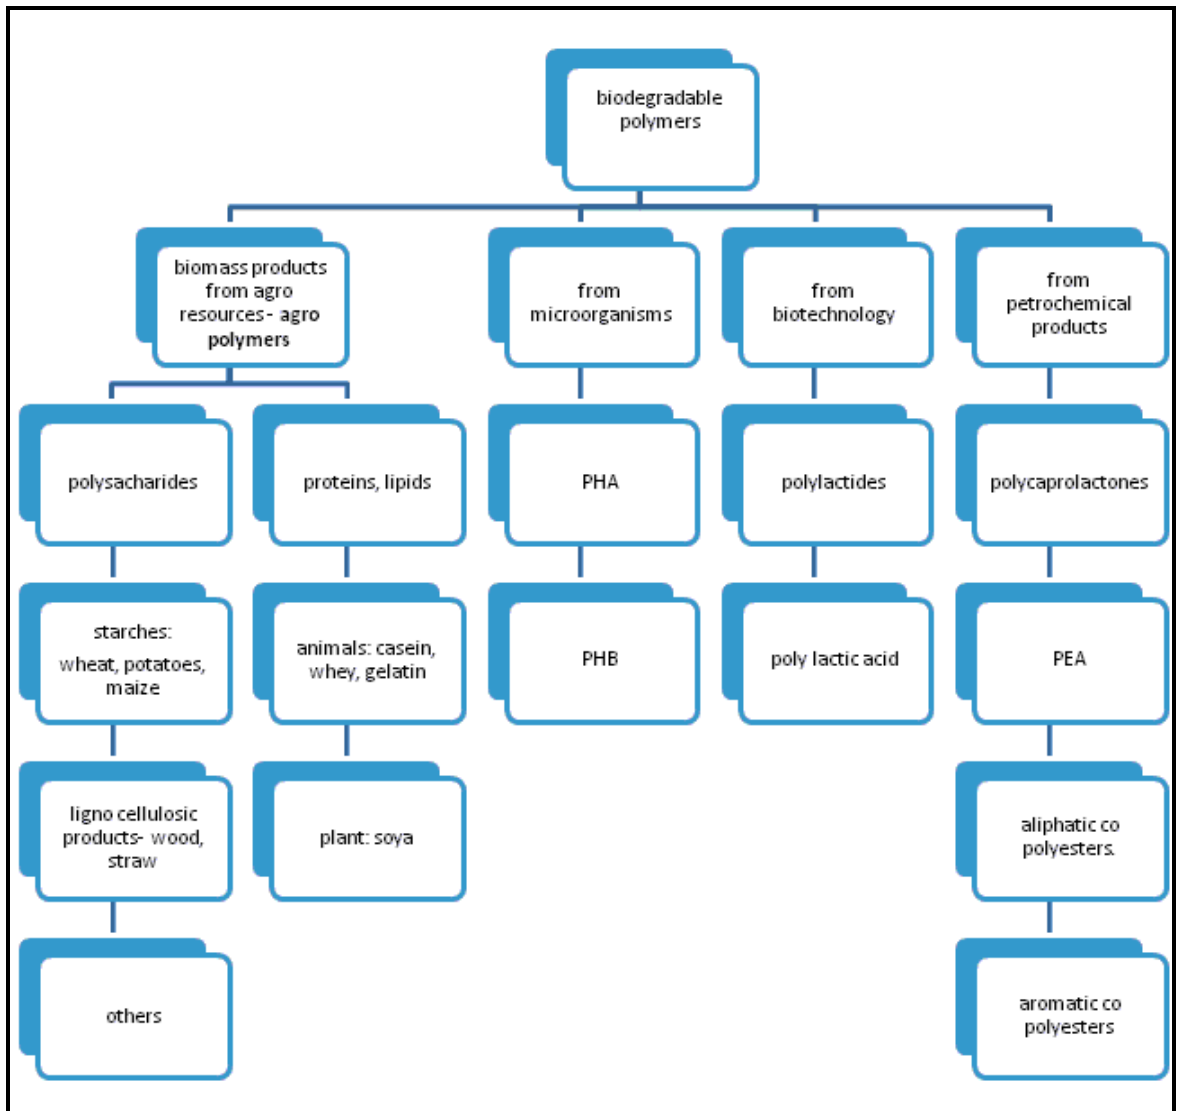 biodegradable
polymers
biomass products
from agro
resources- agro
polymers
from
microorganisms
from
biotechnology
from
petrochemical
products
polysacharides
proteins, lipids
PHA
polylactides
polycaprolactones
starches:
wheat, potatoes,
maize
animals: casein,
whey, gelatin
PHB
poly lactic acid
PEA
ligno cellulosic
products- wood,
straw
plant: soya
aliphatic co
polyesters.
others
aromatic co
polyesters